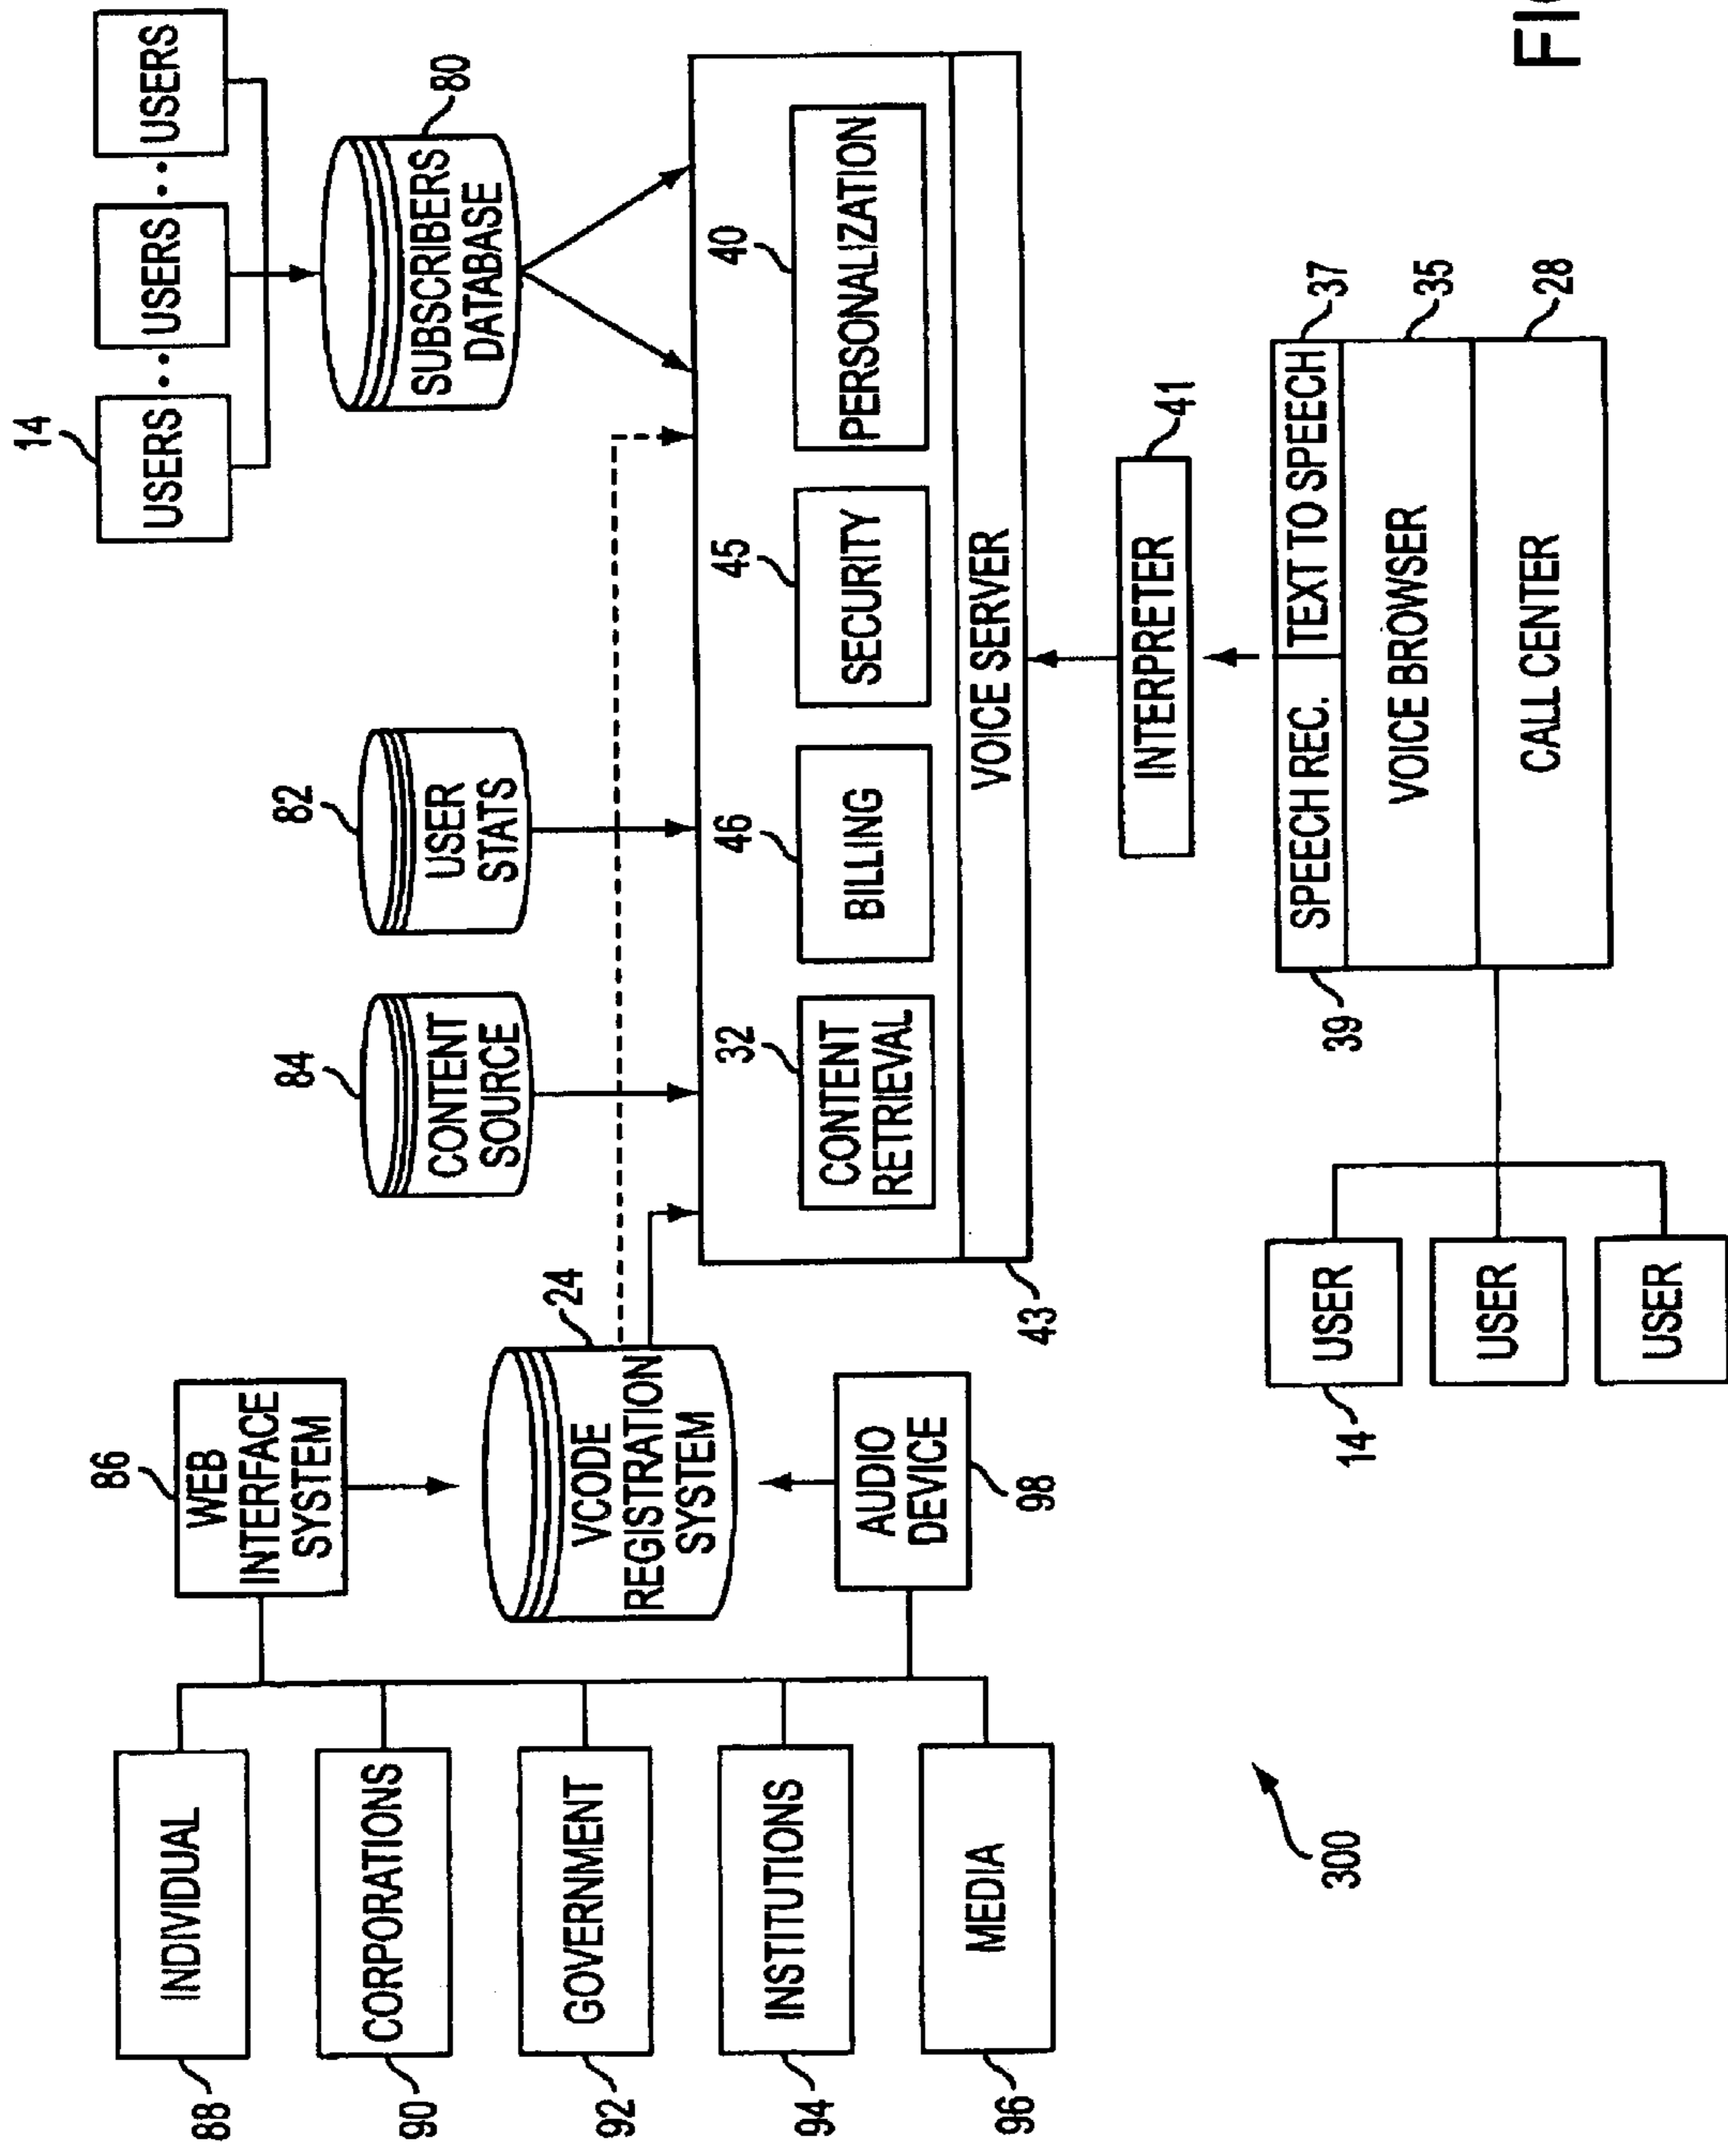 14
USERS
••
USERS
••
USERS
86
WEB
INTERFACE
SYSTEM
84
CONTENT
SOURCE
82
USER
STATS
SUBSCRIBERS
DATABASE
80
88
INDIVIDUAL
90
CORPORATIONS
92
GOVERNMENT
94
INSTITUTIONS
96
MEDIA
24
VCODE
REGISTRATION
SYSTEM
AUDIO
DEVICE
98
32
CONTENT
RETRIEVAL
46
BILLING
45
SECURITY
40
PERSONALIZATION
VOICE SERVER
43
INTERPRETER
41
39
SPEECH REC.
TEXT TO SPEECH
37
VOICE BROWSER
35
CALL CENTER
28
14
USER
USER
USER
300